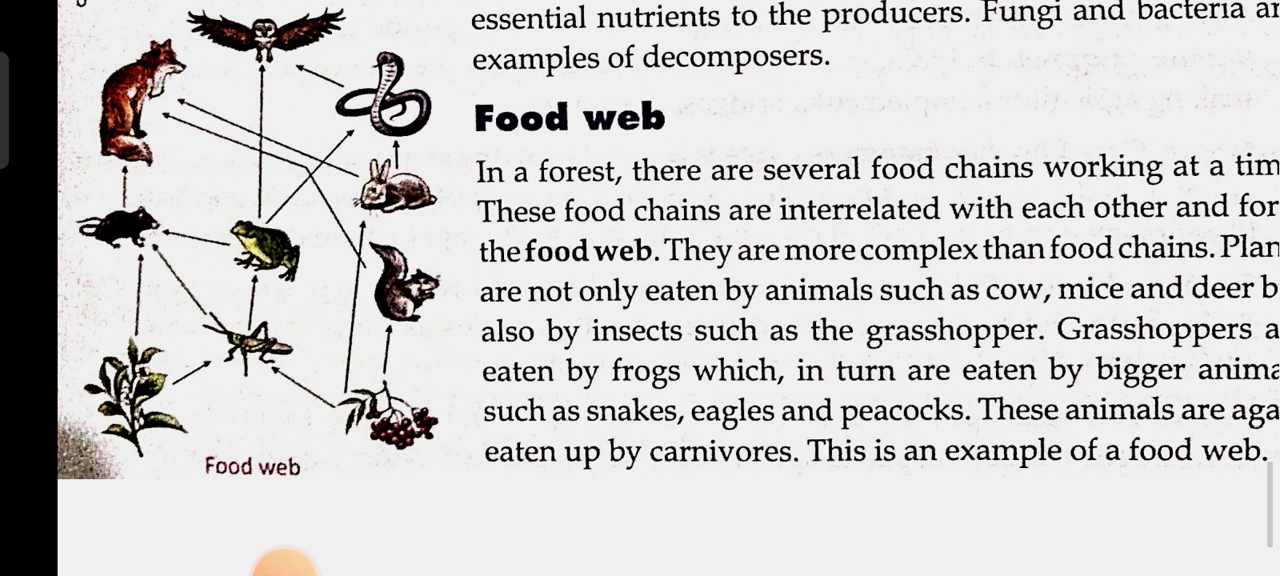 essential nutrients to the producers. Fungi and bacteria ar
examples of decomposers.
Food web
In a forest, there are several food chains working at a tim
These food chains are interrelated with each other and for
the food web. They are more complex than food chains. Plan
are not only eaten by animals such as cow, mice and deer b
also by insects such as the grasshopper. Grasshoppers a
eaten by frogs which, in turn are eaten by bigger anima
such as snakes, eagles and peacocks. These animals are aga
eaten up by carnivores. This is an example of a food web.
Food web